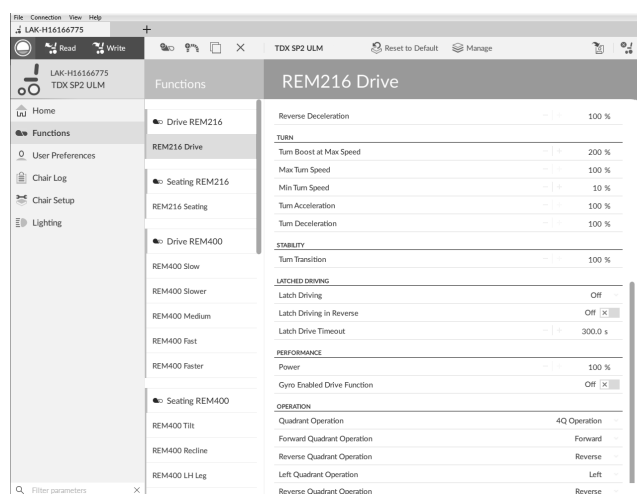 File Connection View Help
LAK-H16166775 +
Read Write TDX SP2 ULM Reset to Default Manage
LAK-H16166775
TDX SP2 ULM
Home
Functions
User Preferences
Chair Log
Chair Setup
Lighting
Filter parameters
Functions
Drive REM216
REM216 Drive
Seating REM216
REM216 Seating
Drive REM400
REM400 Slow
REM400 Slower
REM400 Medium
REM400 Fast
REM400 Faster
Seating REM400
REM400 Tilt
REM400 Recline
REM400 LH Leg
REM216 Drive
Reverse Deceleration 100 %
TURN
Turn Boost at Max Speed 200 %
Max Turn Speed 100 %
Min Turn Speed 10 %
Turn Acceleration 100 %
Turn Deceleration 100 %
STABILITY
Turn Transition 100 %
LATCHED DRIVING
Latch Driving Off
Latch Driving in Reverse Off
Latch Drive Timeout 300.0 s
PERFORMANCE
Power 100 %
Gyro Enabled Drive Function Off
OPERATION
Quadrant Operation 4Q Operation
Forward Quadrant Operation Forward
Reverse Quadrant Operation Reverse
Left Quadrant Operation Left
Reverse Quadrant Operation Reverse